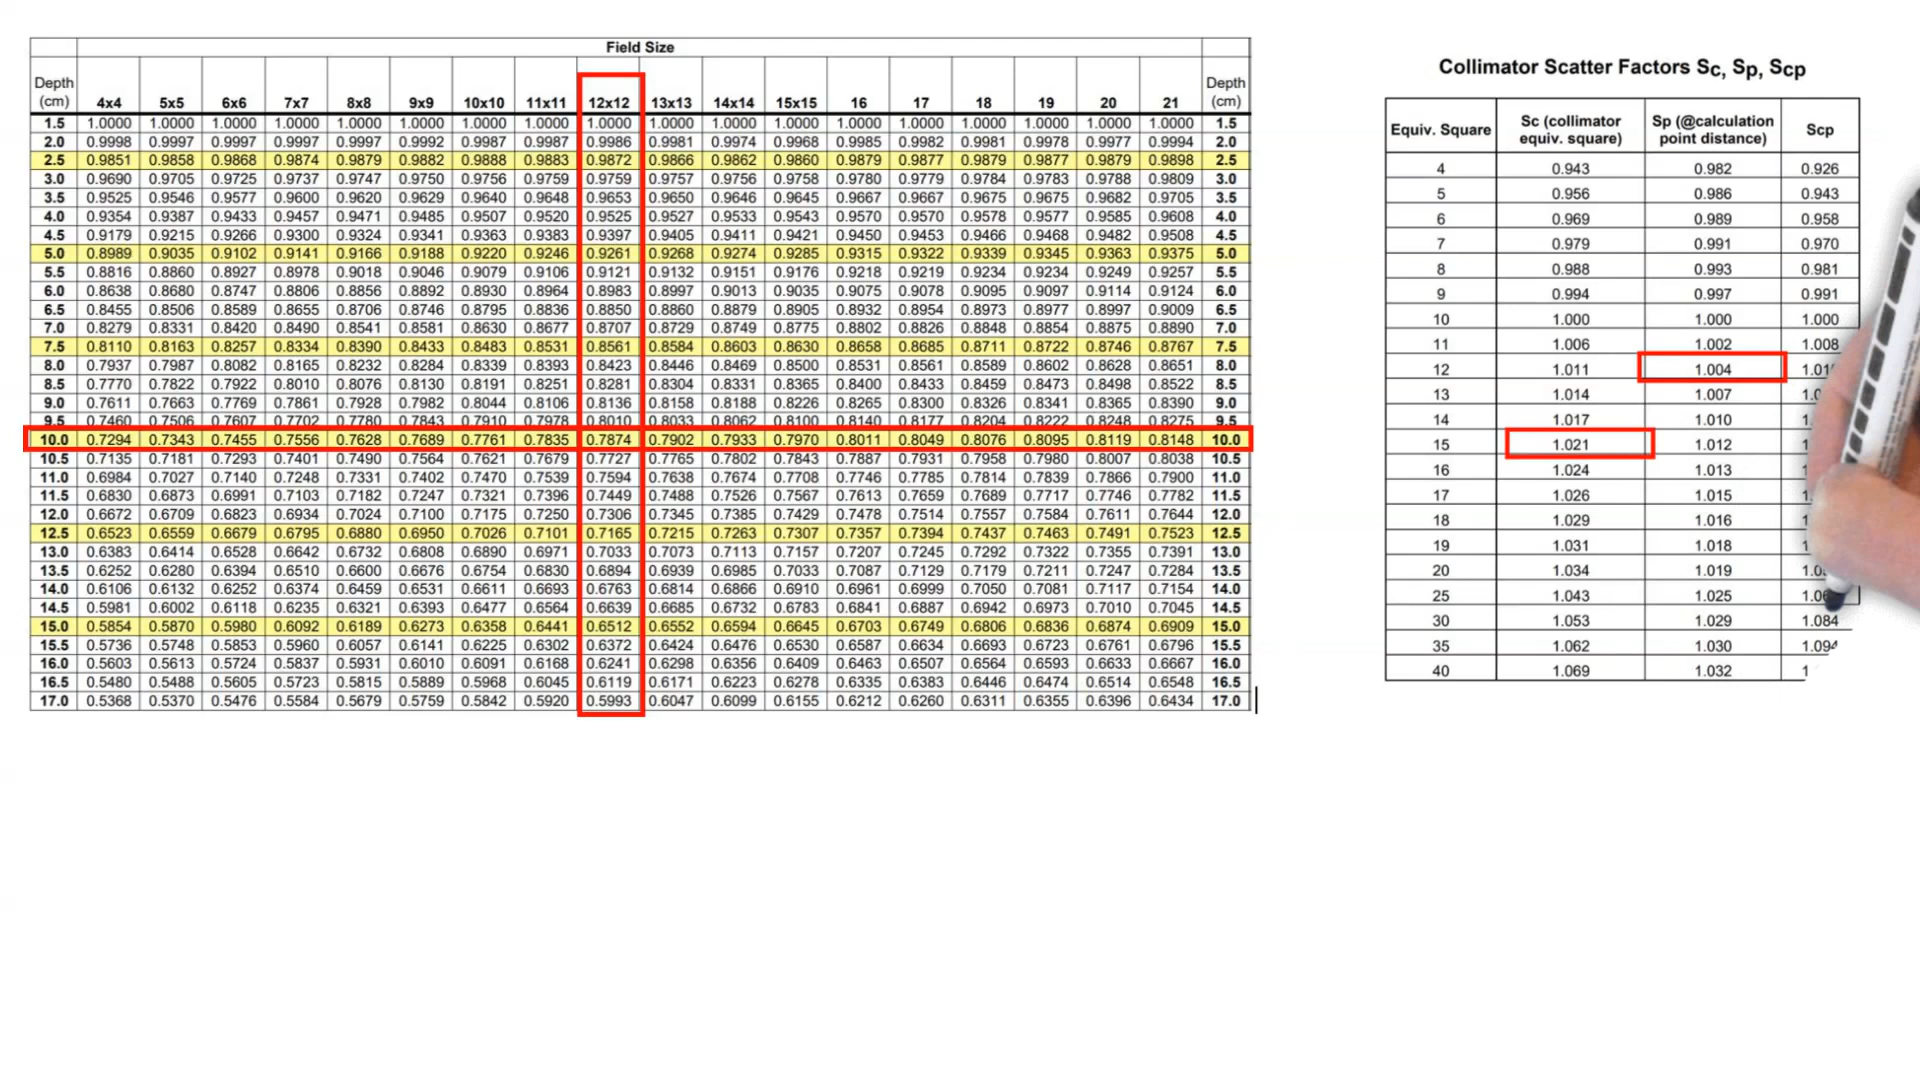 Field Size
Depth (cm) 4x4 5x5 6x6 7x7 8x8 9x9 10x10 11x11 12x12 13x13 14x14 15x15 16 17 18 19 20 21 Depth (cm)
1.5 1.0000 1.0000 1.0000 1.0000 1.0000 1.0000 1.0000 1.0000 1.0000 1.0000 1.0000 1.0000 1.0000 1.0000 1.0000 1.0000 1.0000 1.0000 1.5
2.0 0.9998 0.9997 0.9997 0.9997 0.9997 0.9992 0.9987 0.9987 0.9986 0.9981 0.9974 0.9968 0.9985 0.9982 0.9981 0.9978 0.9977 0.9994 2.0
2.5 0.9851 0.9858 0.9868 0.9874 0.9879 0.9882 0.9888 0.9883 0.9872 0.9866 0.9862 0.9860 0.9879 0.9877 0.9879 0.9877 0.9879 0.9898 2.5
3.0 0.9690 0.9705 0.9725 0.9737 0.9747 0.9750 0.9756 0.9759 0.9759 0.9757 0.9756 0.9758 0.9780 0.9779 0.9784 0.9783 0.9788 0.9809 3.0
3.5 0.9525 0.9546 0.9577 0.9600 0.9620 0.9629 0.9640 0.9648 0.9653 0.9650 0.9646 0.9645 0.9667 0.9667 0.9675 0.9675 0.9682 0.9705 3.5
4.0 0.9354 0.9387 0.9433 0.9457 0.9471 0.9485 0.9507 0.9520 0.9525 0.9527 0.9533 0.9543 0.9570 0.9570 0.9578 0.9577 0.9585 0.9608 4.0
4.5 0.9179 0.9215 0.9266 0.9300 0.9324 0.9341 0.9363 0.9383 0.9397 0.9405 0.9411 0.9421 0.9450 0.9453 0.9466 0.9468 0.9482 0.9508 4.5
5.0 0.8989 0.9035 0.9102 0.9141 0.9166 0.9188 0.9220 0.9246 0.9261 0.9268 0.9274 0.9285 0.9315 0.9322 0.9339 0.9345 0.9363 0.9375 5.0
5.5 0.8816 0.8860 0.8927 0.8978 0.9018 0.9046 0.9079 0.9106 0.9121 0.9132 0.9151 0.9176 0.9218 0.9219 0.9234 0.9234 0.9249 0.9257 5.5
6.0 0.8638 0.8680 0.8747 0.8806 0.8856 0.8892 0.8930 0.8964 0.8983 0.8997 0.9013 0.9035 0.9075 0.9078 0.9095 0.9097 0.9114 0.9124 6.0
6.5 0.8455 0.8506 0.8589 0.8655 0.8706 0.8746 0.8795 0.8836 0.8850 0.8860 0.8879 0.8905 0.8932 0.8954 0.8973 0.8977 0.8997 0.9009 6.5
7.0 0.8279 0.8331 0.8420 0.8490 0.8541 0.8581 0.8630 0.8677 0.8707 0.8729 0.8749 0.8775 0.8802 0.8826 0.8848 0.8854 0.8875 0.8890 7.0
7.5 0.8110 0.8163 0.8257 0.8334 0.8390 0.8433 0.8483 0.8531 0.8561 0.8584 0.8603 0.8630 0.8658 0.8685 0.8711 0.8722 0.8746 0.8767 7.5
8.0 0.7937 0.7987 0.8082 0.8165 0.8232 0.8284 0.8339 0.8393 0.8423 0.8446 0.8469 0.8500 0.8531 0.8561 0.8589 0.8602 0.8628 0.8651 8.0
8.5 0.7770 0.7822 0.7922 0.8010 0.8076 0.8130 0.8191 0.8251 0.8281 0.8304 0.8331 0.8365 0.8400 0.8433 0.8459 0.8473 0.8498 0.8522 8.5
9.0 0.7611 0.7663 0.7769 0.7861 0.7928 0.7982 0.8044 0.8106 0.8136 0.8158 0.8188 0.8226 0.8265 0.8300 0.8326 0.8341 0.8365 0.8390 9.0
9.5 0.7460 0.7506 0.7607 0.7702 0.7780 0.7843 0.7910 0.7978 0.8010 0.8033 0.8062 0.8100 0.8140 0.8177 0.8204 0.8222 0.8248 0.8275 9.5
10.0 0.7294 0.7343 0.7455 0.7556 0.7628 0.7689 0.7761 0.7835 0.7874 0.7902 0.7933 0.7970 0.8011 0.8049 0.8076 0.8095 0.8119 0.8148 10.0
10.5 0.7135 0.7181 0.7293 0.7401 0.7490 0.7564 0.7621 0.7679 0.7727 0.7765 0.7802 0.7843 0.7887 0.7931 0.7958 0.7980 0.8007 0.8038 10.5
11.0 0.6984 0.7027 0.7140 0.7248 0.7331 0.7402 0.7470 0.7539 0.7594 0.7638 0.7674 0.7708 0.7746 0.7785 0.7814 0.7839 0.7866 0.7900 11.0
11.5 0.6830 0.6873 0.6991 0.7103 0.7182 0.7247 0.7321 0.7396 0.7449 0.7488 0.7526 0.7567 0.7613 0.7659 0.7689 0.7717 0.7746 0.7782 11.5
12.0 0.6672 0.6709 0.6823 0.6934 0.7024 0.7100 0.7175 0.7250 0.7306 0.7345 0.7385 0.7429 0.7478 0.7514 0.7557 0.7584 0.7611 0.7644 12.0
12.5 0.6523 0.6559 0.6679 0.6795 0.6880 0.6950 0.7026 0.7101 0.7165 0.7215 0.7263 0.7307 0.7357 0.7394 0.7437 0.7463 0.7491 0.7523 12.5
13.0 0.6383 0.6414 0.6528 0.6642 0.6732 0.6808 0.6890 0.6971 0.7033 0.7073 0.7113 0.7157 0.7207 0.7245 0.7292 0.7322 0.7355 0.7391 13.0
13.5 0.6252 0.6280 0.6394 0.6510 0.6600 0.6676 0.6754 0.6830 0.6894 0.6939 0.6985 0.7033 0.7087 0.7129 0.7179 0.7211 0.7247 0.7284 13.5
14.0 0.6106 0.6132 0.6252 0.6374 0.6459 0.6531 0.6611 0.6693 0.6763 0.6814 0.6866 0.6910 0.6961 0.6999 0.7050 0.7081 0.7117 0.7154 14.0
14.5 0.5981 0.6002 0.6118 0.6235 0.6321 0.6393 0.6477 0.6564 0.6639 0.6685 0.6732 0.6783 0.6841 0.6887 0.6942 0.6973 0.7010 0.7045 14.5
15.0 0.5854 0.5870 0.5980 0.6092 0.6189 0.6273 0.6358 0.6441 0.6512 0.6552 0.6594 0.6645 0.6703 0.6749 0.6806 0.6836 0.6874 0.6909 15.0
15.5 0.5736 0.5748 0.5853 0.5960 0.6057 0.6141 0.6225 0.6302 0.6372 0.6424 0.6476 0.6530 0.6587 0.6634 0.6693 0.6723 0.6761 0.6796 15.5
16.0 0.5603 0.5613 0.5724 0.5837 0.5931 0.6010 0.6091 0.6168 0.6241 0.6298 0.6356 0.6409 0.6463 0.6507 0.6564 0.6593 0.6633 0.6667 16.0
16.5 0.5480 0.5488 0.5605 0.5723 0.5815 0.5889 0.5968 0.6045 0.6119 0.6171 0.6223 0.6278 0.6335 0.6383 0.6446 0.6474 0.6514 0.6548 16.5
17.0 0.5368 0.5370 0.5476 0.5584 0.5679 0.5759 0.5842 0.5920 0.5993 0.6047 0.6099 0.6155 0.6212 0.6260 0.6311 0.6355 0.6396 0.6434 17.0
Collimator Scatter Factors Sc, Sp, Scp
Equiv. Square Sc (collimator equiv. square) Sp (@calculation point distance) Scp
4 0.943 0.982 0.926
5 0.956 0.986 0.943
6 0.969 0.989 0.958
7 0.979 0.991 0.970
8 0.988 0.993 0.981
9 0.994 0.997 0.991
10 1.000 1.000 1.000
11 1.006 1.002 1.008
12 1.011 1.004
13 1.014 1.007
14 1.017 1.010
15 1.021 1.012
16 1.024 1.013
17 1.026 1.015
18 1.029 1.016
19 1.031 1.018
20 1.034 1.019
25 1.043 1.025
30 1.053 1.029 1.084
35 1.062 1.030 1.094
40 1.069 1.032